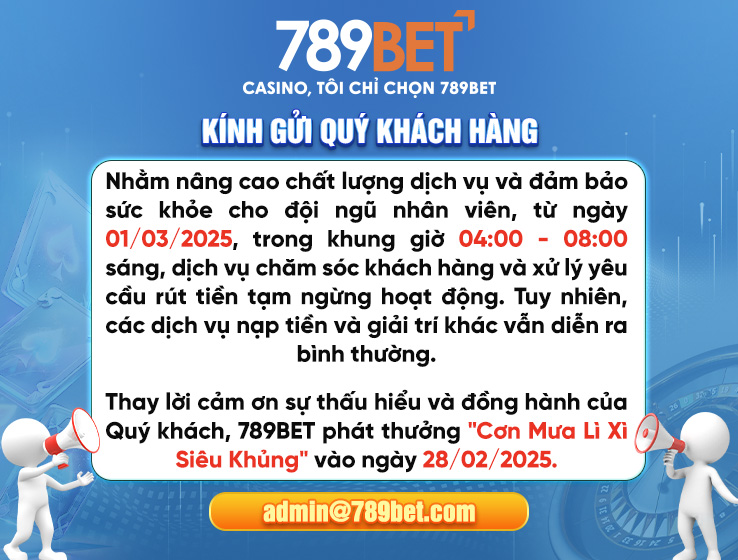 789BET
CASINO, TÔI CHỈ CHỌN 789BET
KÍNH GỬI QUÝ KHÁCH HÀNG
Nhằm nâng cao chất lượng dịch vụ và đảm bảo
sức khỏe cho đội ngũ nhân viên, từ ngày
01/03/2025, trong khung giờ 04:00 - 08:00
sáng, dịch vụ chăm sóc khách hàng và xử lý yêu
cầu rút tiền tạm ngừng hoạt động. Tuy nhiên,
các dịch vụ nạp tiền và giải trí khác vẫn diễn ra
bình thường.
Thay lời cảm ơn sự thấu hiểu và đồng hành của
Quý khách, 789BET phát thưởng "Cơn Mưa Lì Xì
Siêu Khủng" vào ngày 28/02/2025.
admin@789bet.com